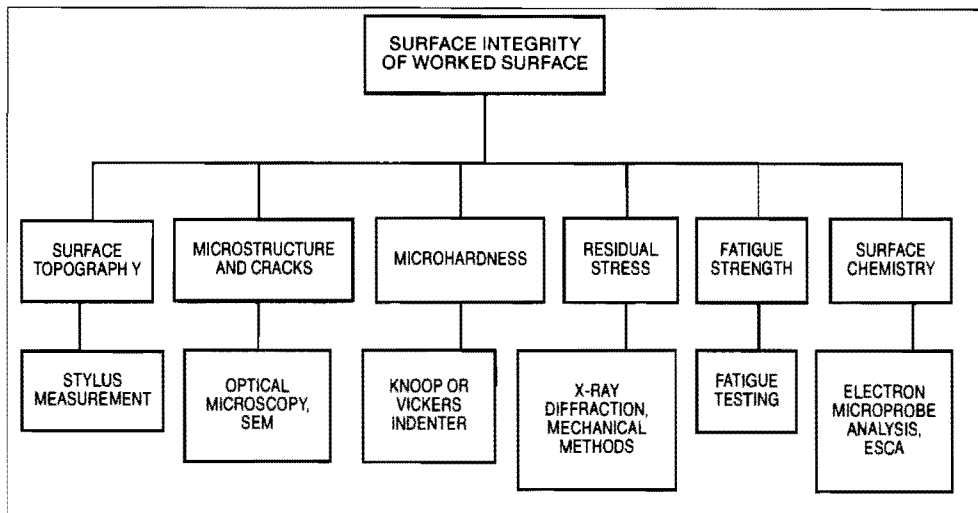 SURFACE INTEGRITY
OF WORKED SURFACE
SURFACE
TOPOGRAPH Y
MICROSTRUCTURE
AND CRACKS
MICROHARDNESS
RESIDUAL
STRESS
FATIGUE
STRENGTH
SURFACE
CHEMISTRY
STYLUS
MEASUREMENT
OPTICAL
MICROSCOPY,
SEM
KNOOP OR
VICKERS
INDENTER
X-RAY
DIFFRACTION,
MECHANICAL
METHODS
FATIGUE
TESTING
ELECTRON
MICROPROBE
ANALYSIS,
ESCA